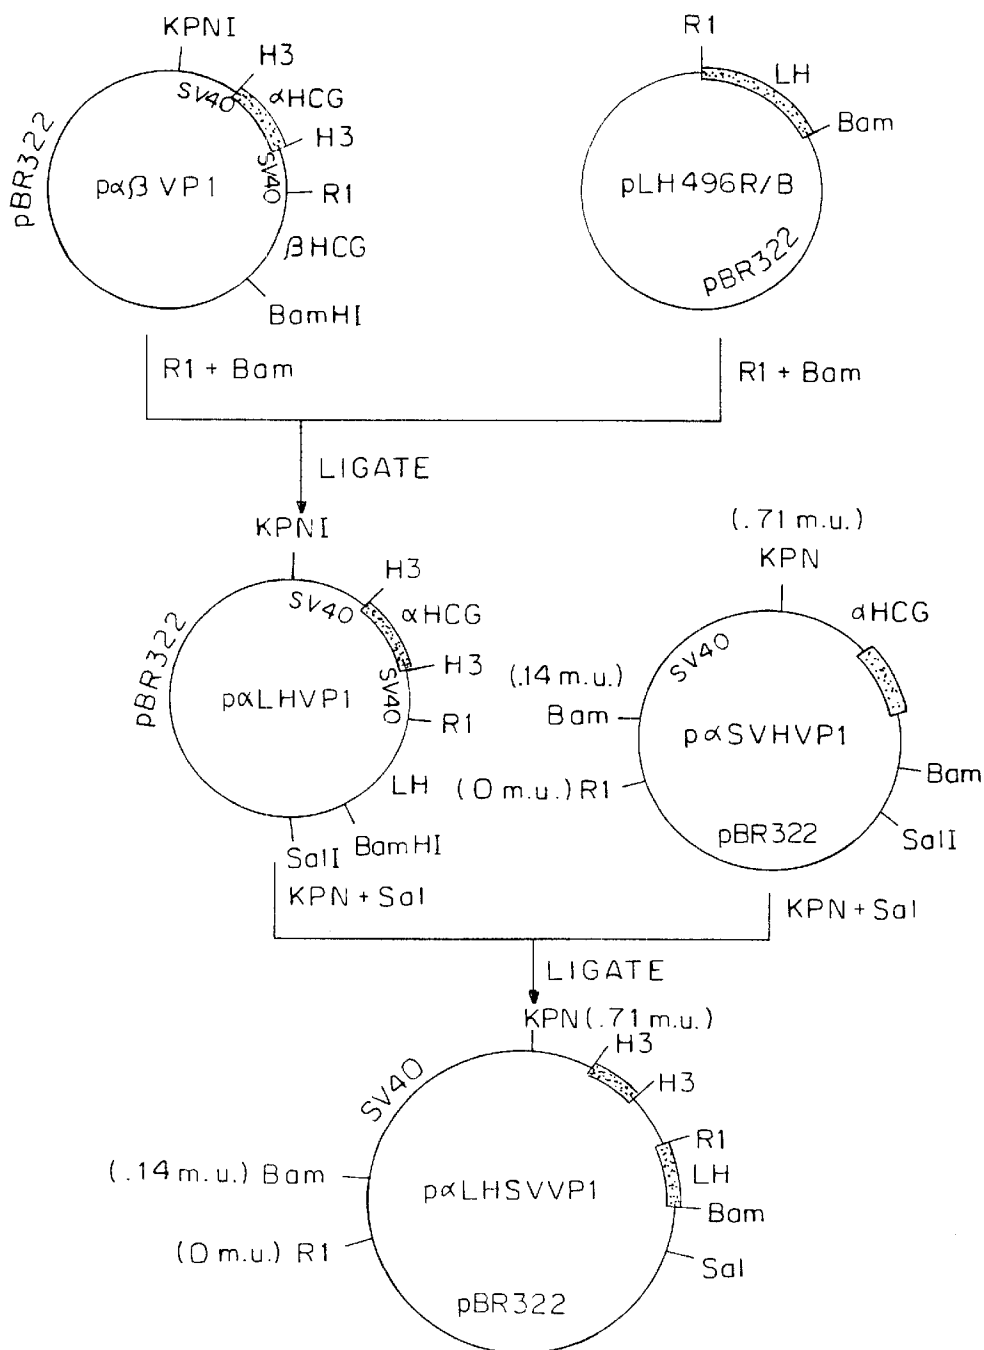 KPNI
H3
SV40
αHCG
H3
SV40
pBR322
pαβVP1
R1
βHCG
BamHI
R1 + Bam
R1
LH
Bam
pLH496R/B
pBR322
R1 + Bam
LIGATE
KPNI
H3
SV40
αHCG
H3
SV40
pBR322
pαLHVP1
R1
LH
BamHI
SalI
KPN + Sal
(.71 m.u.)
KPN
αHCG
SV40
(.14 m.u.)
Bam
pαSVHVP1
(0 m.u.) R1
Bam
SalI
pBR322
KPN + Sal
LIGATE
KPN (.71 m.u.)
H3
H3
SV40
R1
LH
(.14 m.u.) Bam
pαLHSVVP1
Bam
(0 m.u.) R1
Sal
pBR322